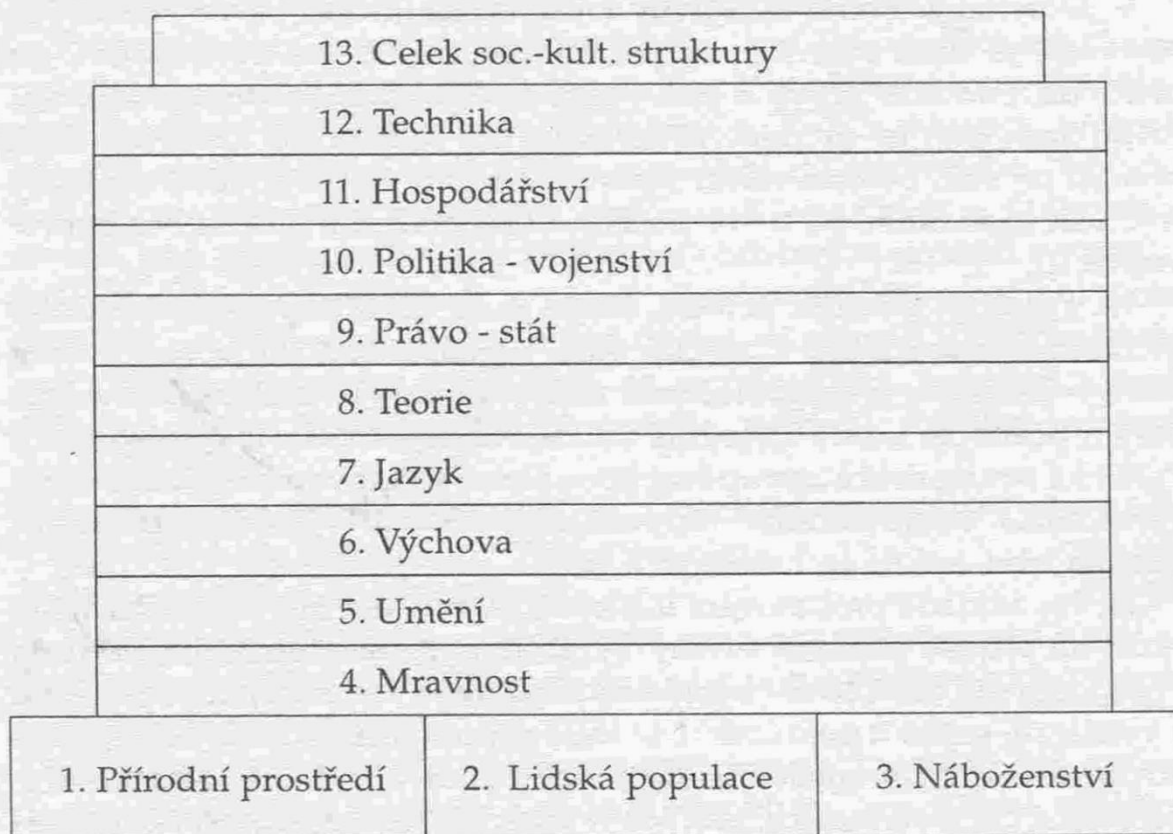 13. Celek soc.-kult. struktury
12. Technika
11. Hospodářství
10. Politika - vojenství
9. Právo - stát
8. Teorie
7. Jazyk
6. Výchova
5. Umění
4. Mravnost
1. Přírodní prostředí 2. Lidská populace 3. Náboženství